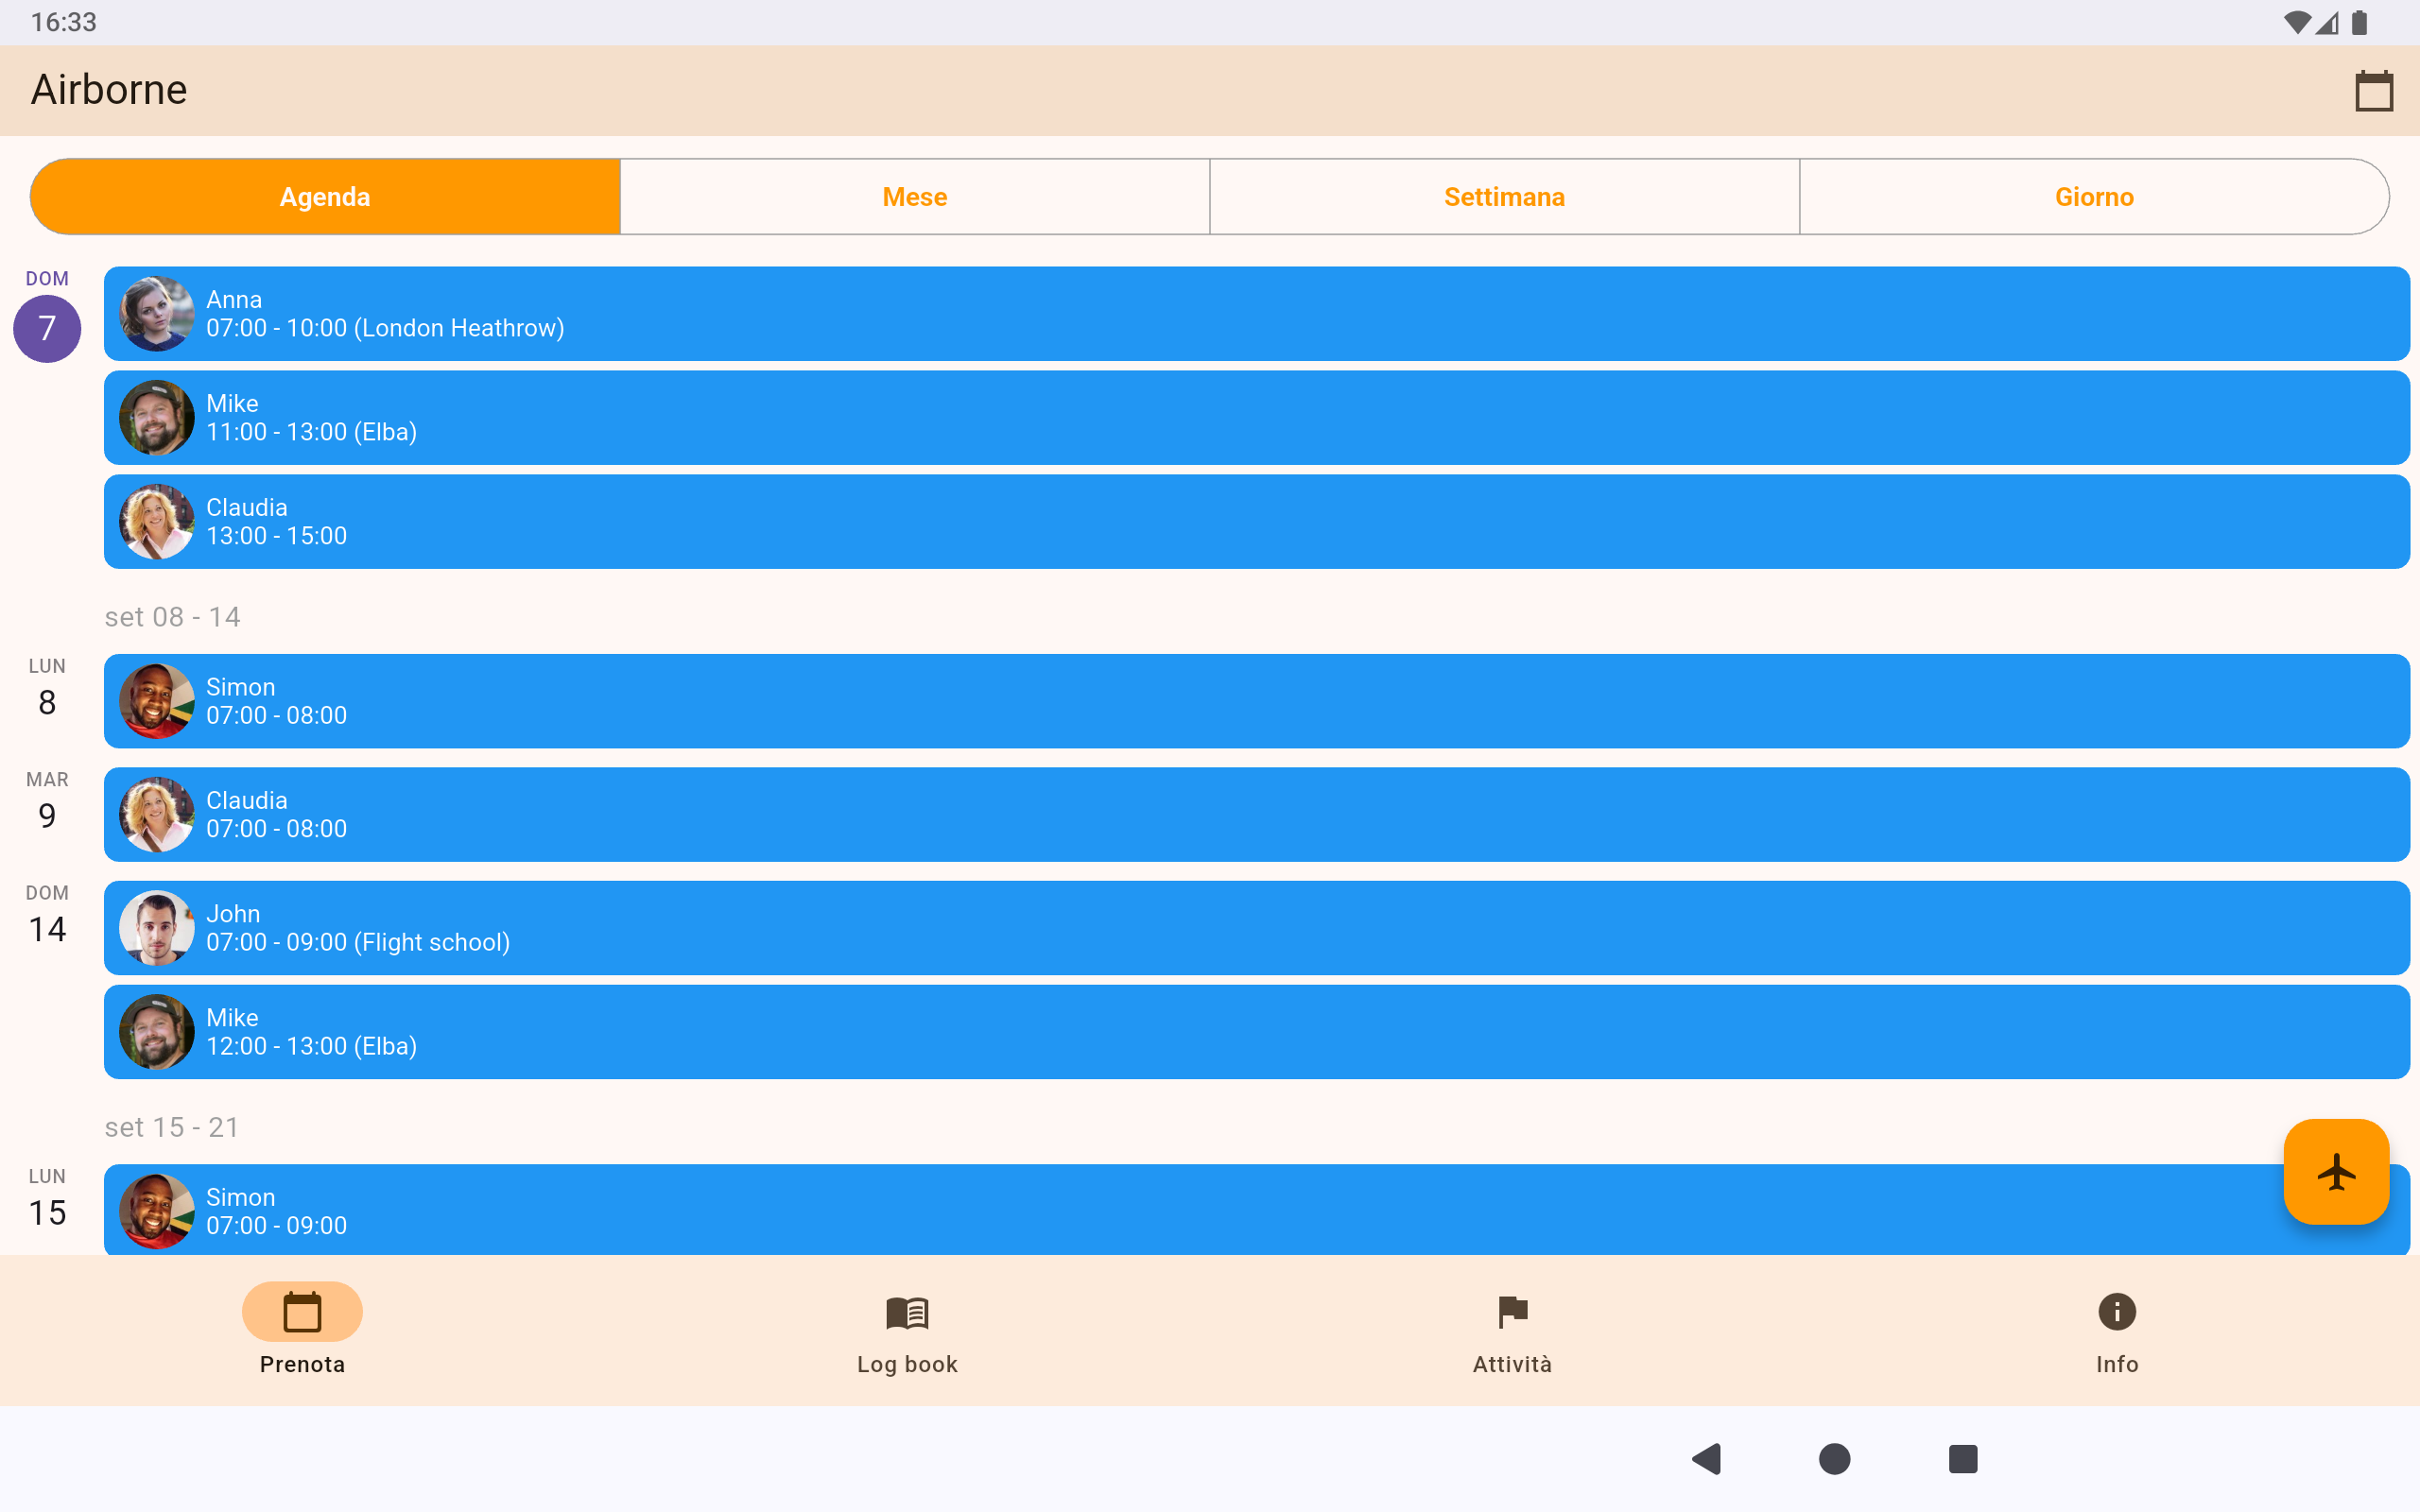 16:33
Airborne
Agenda
Mese
Settimana
Giorno
DOM
7
Anna
07:00 - 10:00 (London Heathrow)
Mike
11:00 - 13:00 (Elba)
Claudia
13:00 - 15:00
set 08 - 14
LUN
8
Simon
07:00 - 08:00
MAR
9
Claudia
07:00 - 08:00
DOM
14
John
07:00 - 09:00 (Flight school)
Mike
12:00 - 13:00 (Elba)
set 15 - 21
LUN
15
Simon
07:00 - 09:00
Prenota
Log book
Attività
Info